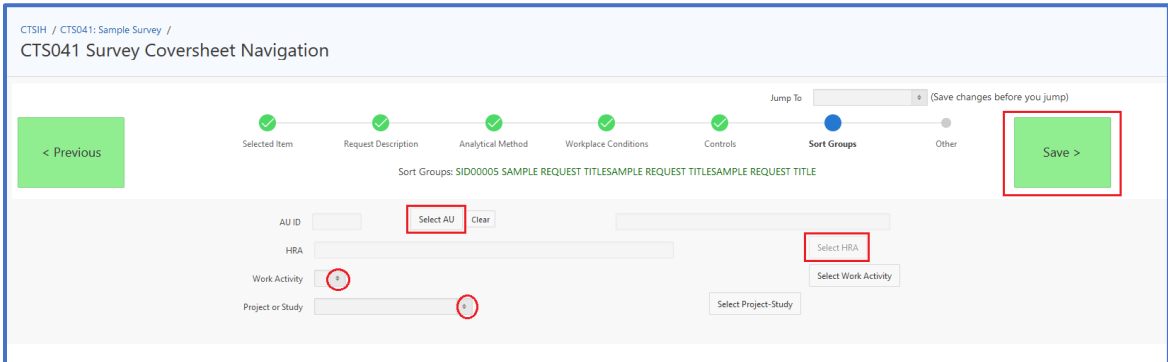 CTSIH / CTS041: Sample Survey /
CTS041 Survey Coversheet Navigation
Jump To (Save changes before you jump)
< Previous
Selected Item Request Description Analytical Method Workplace Conditions Controls Sort Groups Other
Save >
Sort Groups: SID00005 SAMPLE REQUEST TITLESAMPLE REQUEST TITLESAMPLE REQUEST TITLE
AU ID Select AU Clear
HRA Select HRA
Work Activity Select Work Activity
Project or Study Select Project-Study